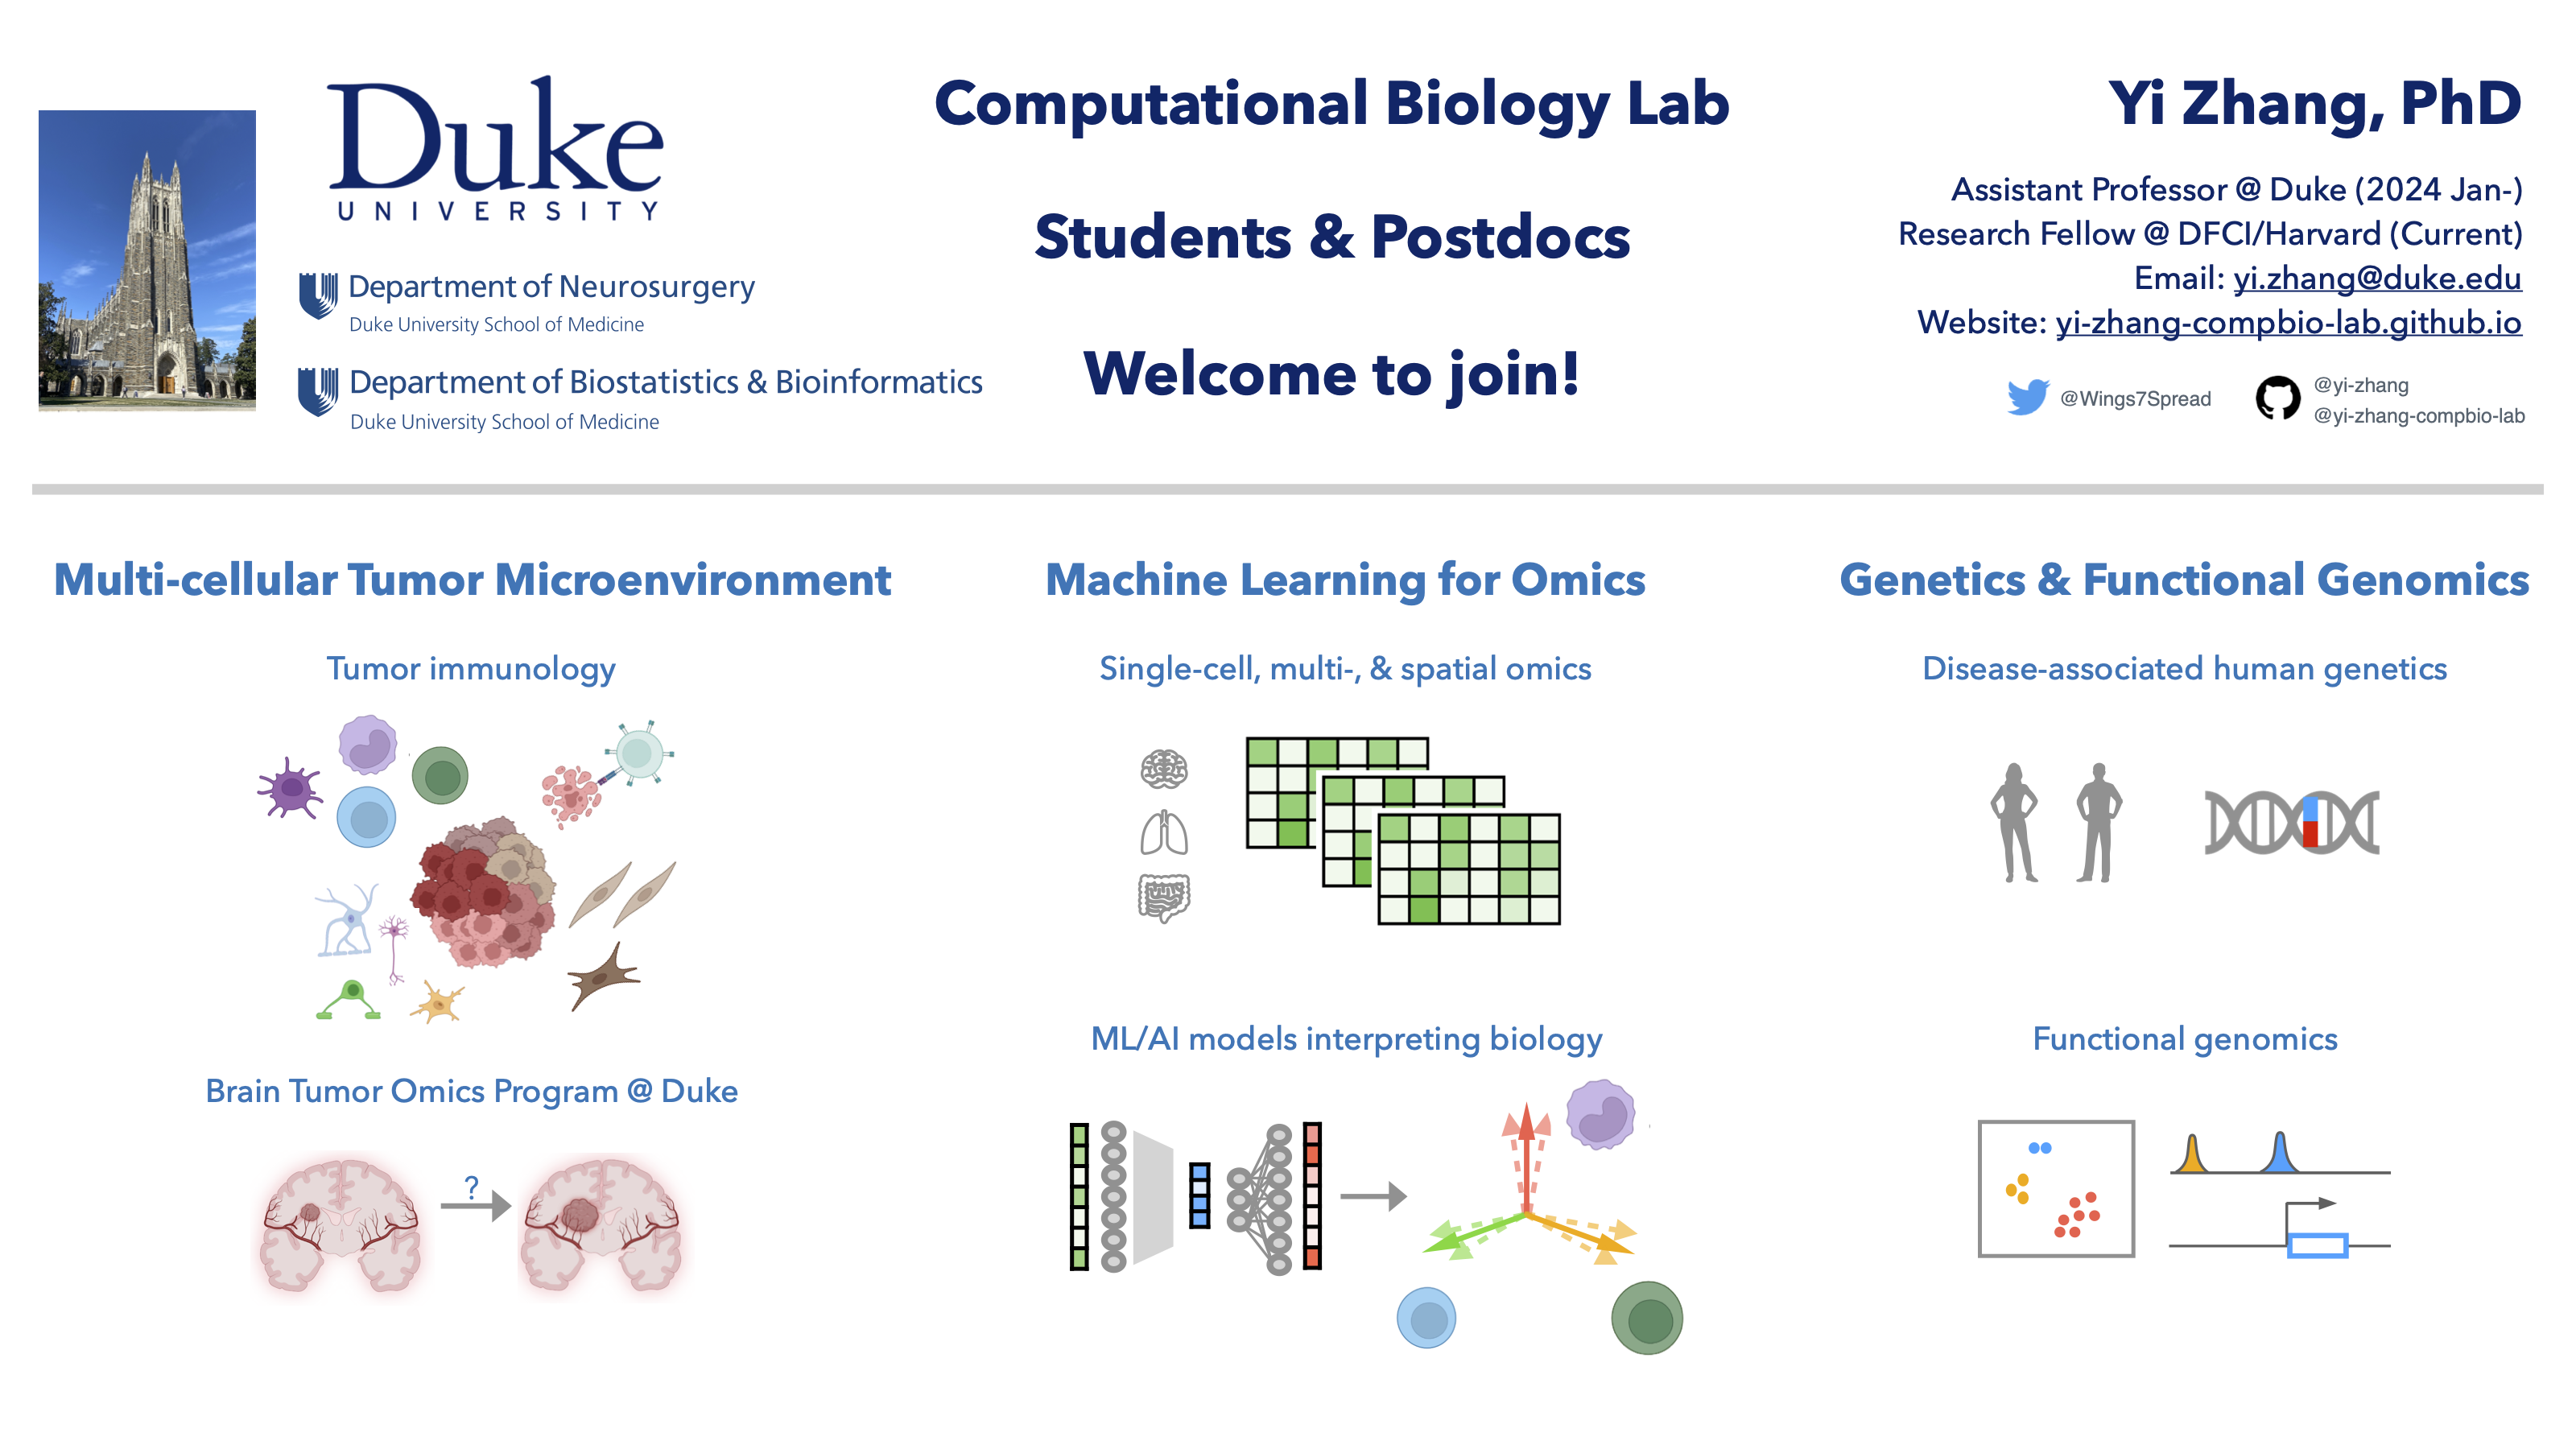 Duke
UNIVERSITY
Department of Neurosurgery
Duke University School of Medicine
Department of Biostatistics & Bioinformatics
Duke University School of Medicine
Computational Biology Lab
Students & Postdocs
Welcome to join!
Yi Zhang, PhD
Assistant Professor @ Duke (2024 Jan-)
Research Fellow @ DFCI/Harvard (Current)
Email: yi.zhang@duke.edu
Website: yi-zhang-compbio-lab.github.io
@Wings7Spread
@yi-zhang
@yi-zhang-compbio-lab
Multi-cellular Tumor Microenvironment
Tumor immunology
Brain Tumor Omics Program @ Duke
?
Machine Learning for Omics
Single-cell, multi-, & spatial omics
ML/AI models interpreting biology
Genetics & Functional Genomics
Disease-associated human genetics
Functional genomics